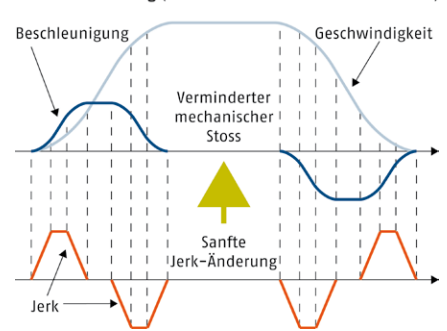 Beschleunigung
Geschwindigkeit
Verminderter
mechanischer
Stoss
Sanfte
Jerk-Änderung
Jerk